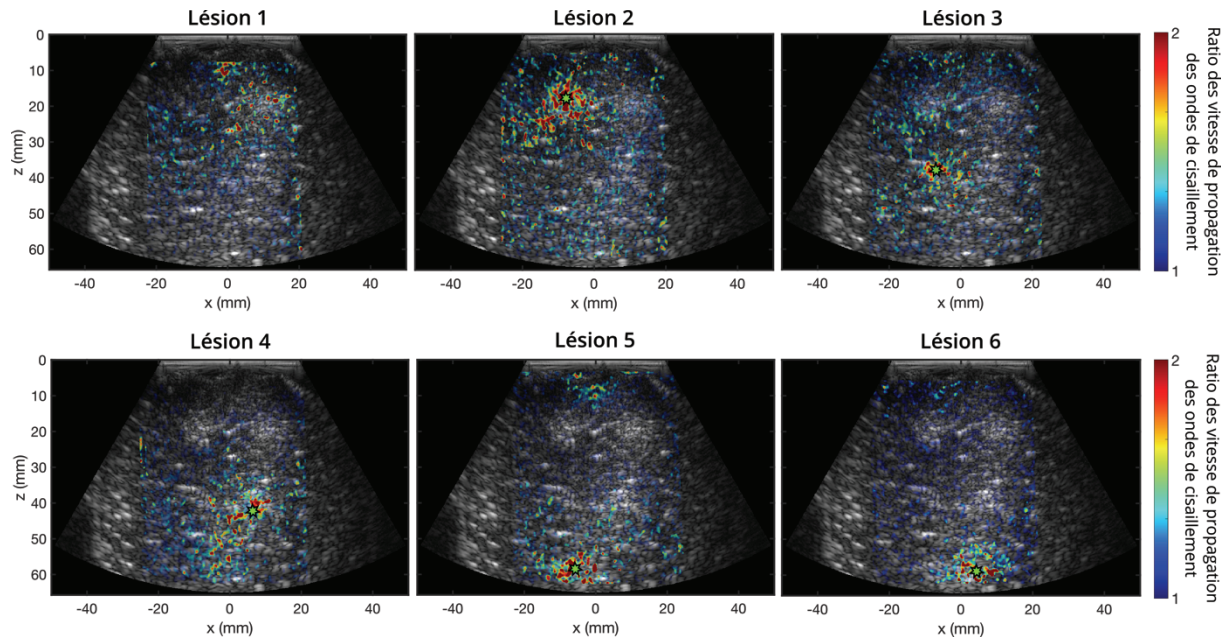 Lésion 1
Lésion 2
Lésion 3
0
10
20
30
40
50
60
z (mm)
-40
-20
0
20
40
x (mm)
-40
-20
0
20
40
x (mm)
-40
-20
0
20
40
x (mm)
2
1
Ratio des vitesse de propagation
des ondes de cisaillement
Lésion 4
Lésion 5
Lésion 6
0
10
20
30
40
50
60
z (mm)
-40
-20
0
20
40
x (mm)
-40
-20
0
20
40
x (mm)
-40
-20
0
20
40
x (mm)
2
1
Ratio des vitesse de propagation
des ondes de cisaillement